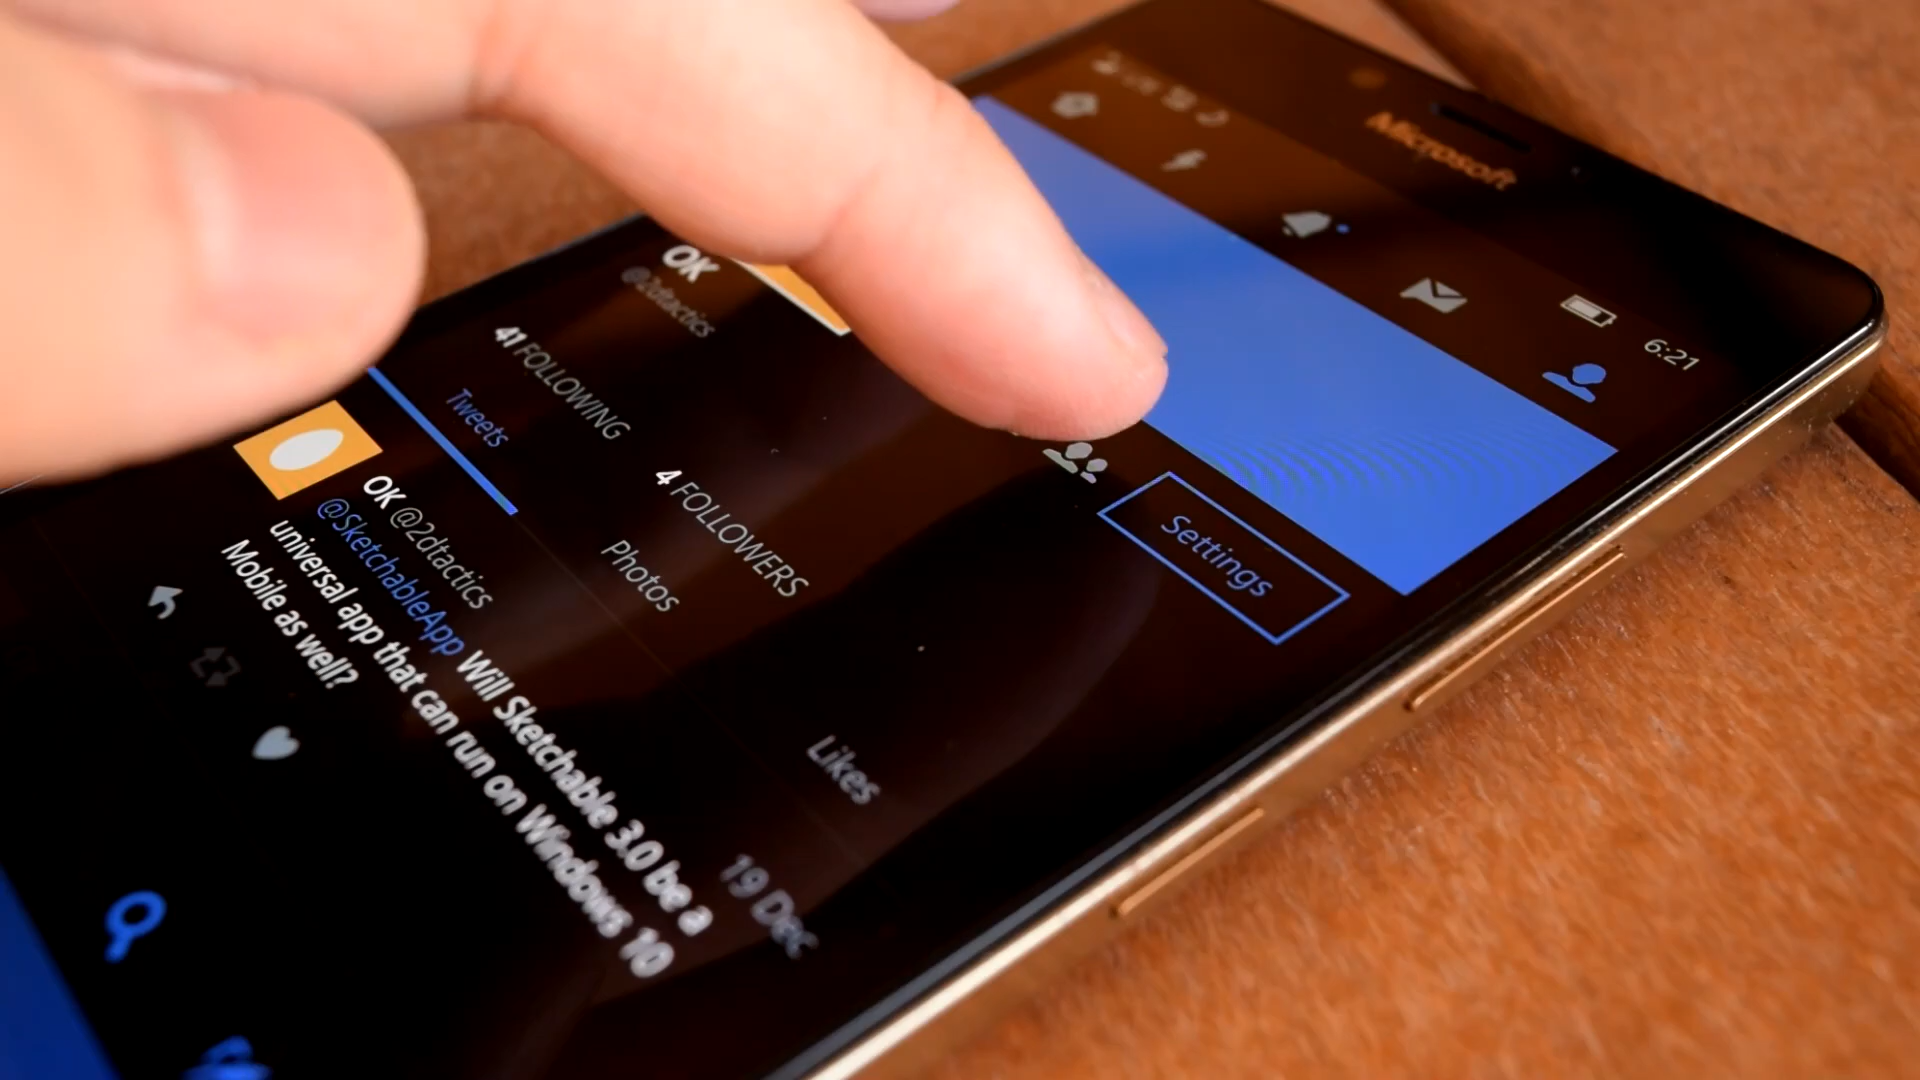 Microsoft
6:21
Settings
OK
@2dtactics
41 FOLLOWING
4 FOLLOWERS
Tweets
Photos
Likes
OK @2dtactics
19 Dec
@SketchableApp Will Sketchable 3.0 be a
universal app that can run on Windows 10
Mobile as well?